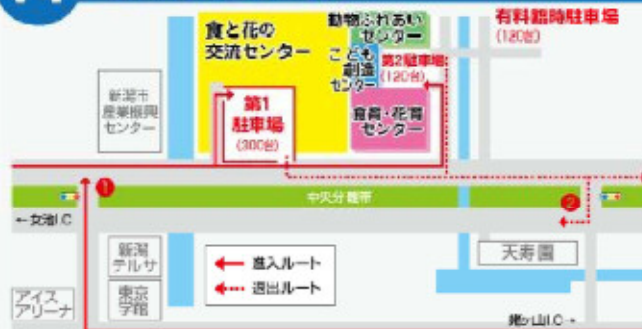 食と花の
交流センター
動物ふれあい
センター
有料臨時駐車場
(120台)
こども
創造
センター
第2駐車場
(120台)
新潟市
産業振興
センター
第1
駐車場
(300台)
食育・花育
センター
1
中央分離帯
2
←女池I.C
新潟
テルサ
進入ルート
退出ルート
天寿園
アイス
アリーナ
東京
学館
鵜ヶ山I.C→